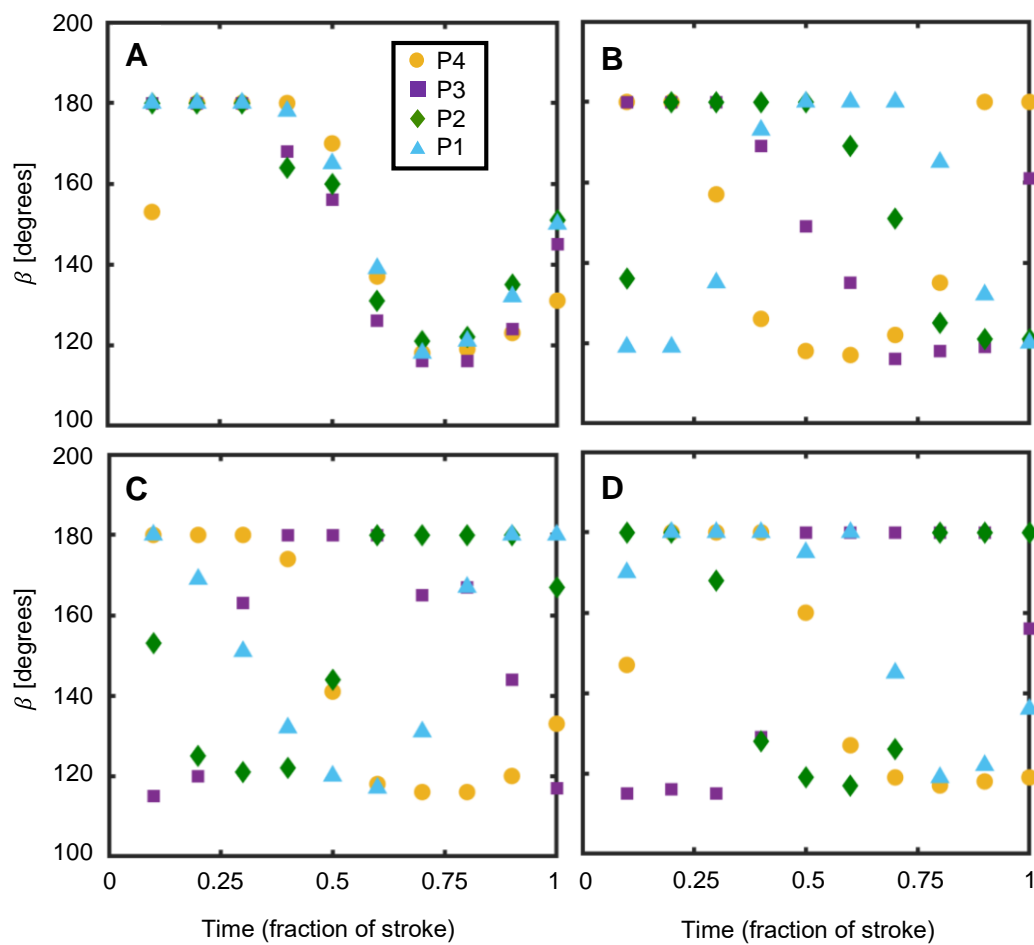 200
180
160
140
120
100
β [degrees]
A
P4
P3
P2
P1
B
200
180
160
140
120
100
β [degrees]
C
D
0 0.25 0.5 0.75 1
0 0.25 0.5 0.75 1
Time (fraction of stroke)
Time (fraction of stroke)